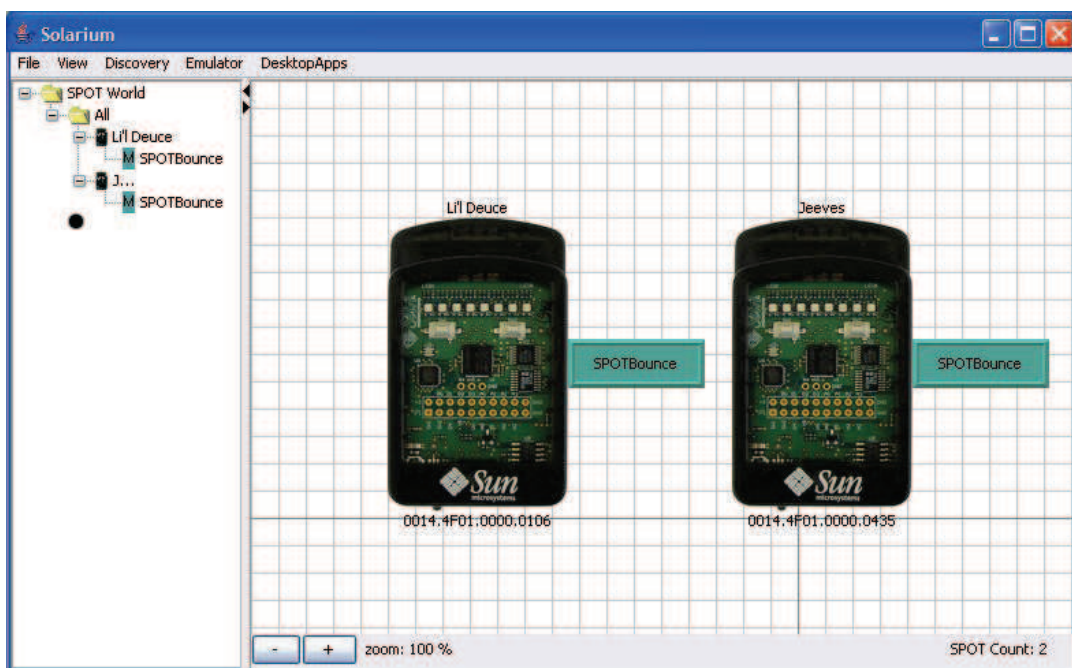 Solarium
File View Discovery Emulator DesktopApps
SPOT World
All
Li'l Deuce
M SPOTBounce
J...
M SPOTBounce
Li'l Deuce
Jeeves
SPOTBounce
SPOTBounce
Sun
microsystems
Sun
microsystems
0014.4F01.0000.0106
0014.4F01.0000.0435
- + zoom: 100 %
SPOT Count: 2